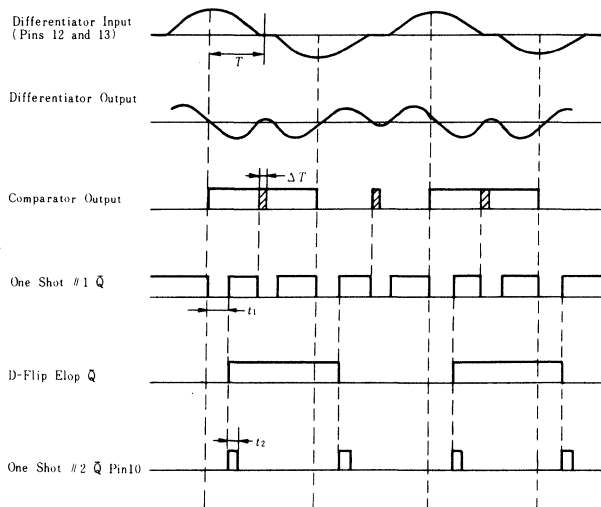 Differentiator Input
(Pins 12 and 13)
T
Differentiator Output
ΔT
Comparator Output
One Shot #1 Q̄
t₁
D-Flip Elop Q̄
t₂
One Shot #2 Q̄ Pin10